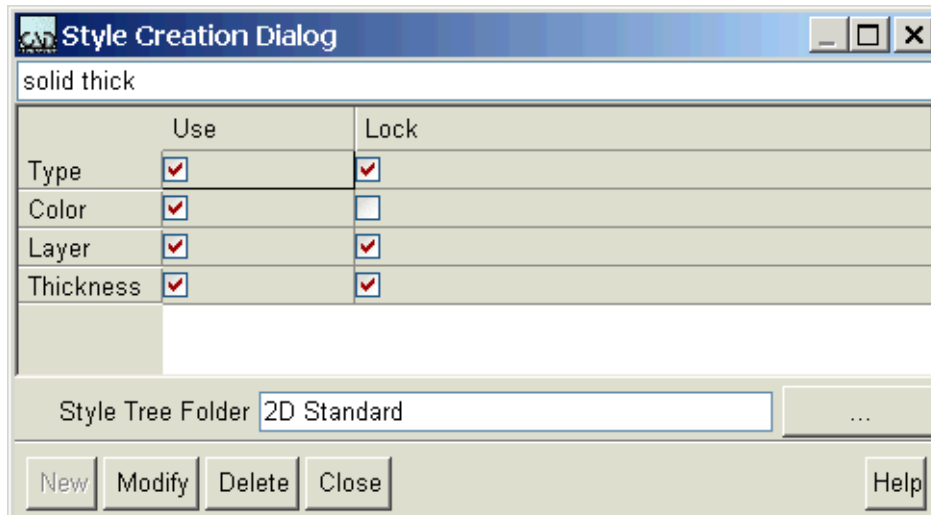 CAD Style Creation Dialog
solid thick
Use Lock
Type
Color
Layer
Thickness
Style Tree Folder 2D Standard ...
New Modify Delete Close Help